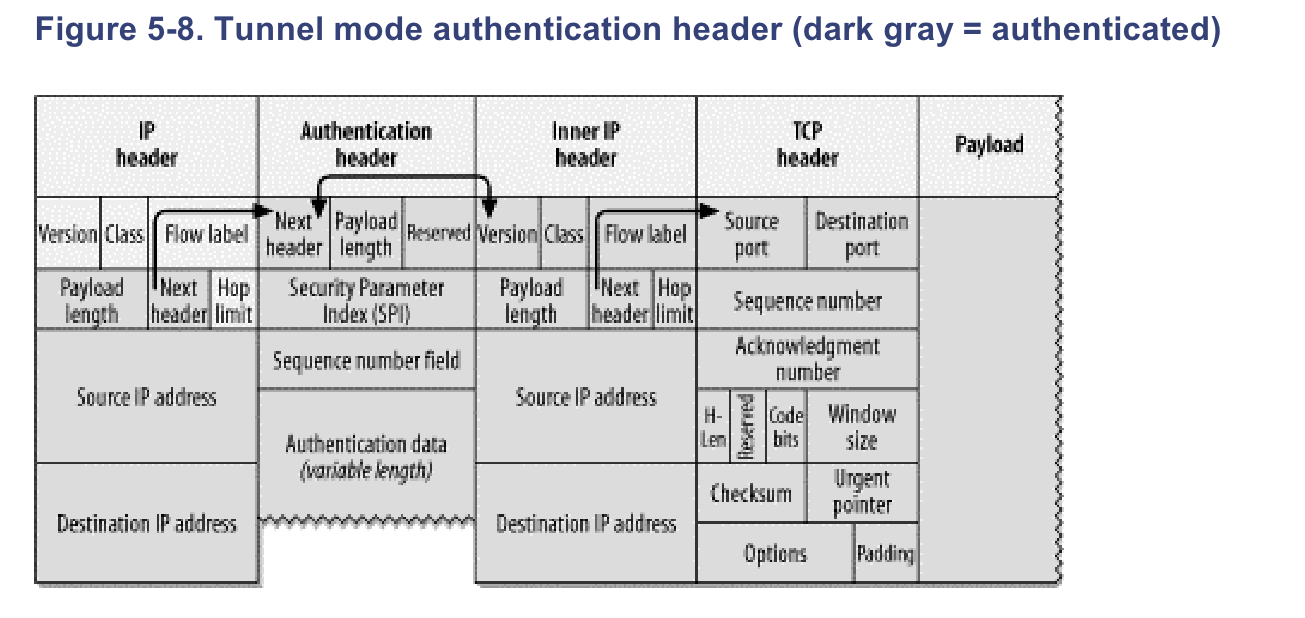 Figure 5-8. Tunnel mode authentication header (dark gray = authenticated)
IP
header
Authentication
header
Inner IP
header
TCP
header
Payload
Version
Class
Flow label
Payload
length
Next
header
Hop
limit
Source IP address
Destination IP address
Next
header
Payload
length
Reserved
Security Parameter
Index (SPI)
Sequence number field
Authentication data
(variable length)
Version
Class
Flow label
Payload
length
Next
header
Hop
limit
Source IP address
Destination IP address
Source
port
Destination
port
Sequence number
Acknowledgment
number
H-
Len
Reserved
Code
bits
Window
size
Checksum
Urgent
pointer
Options
Padding